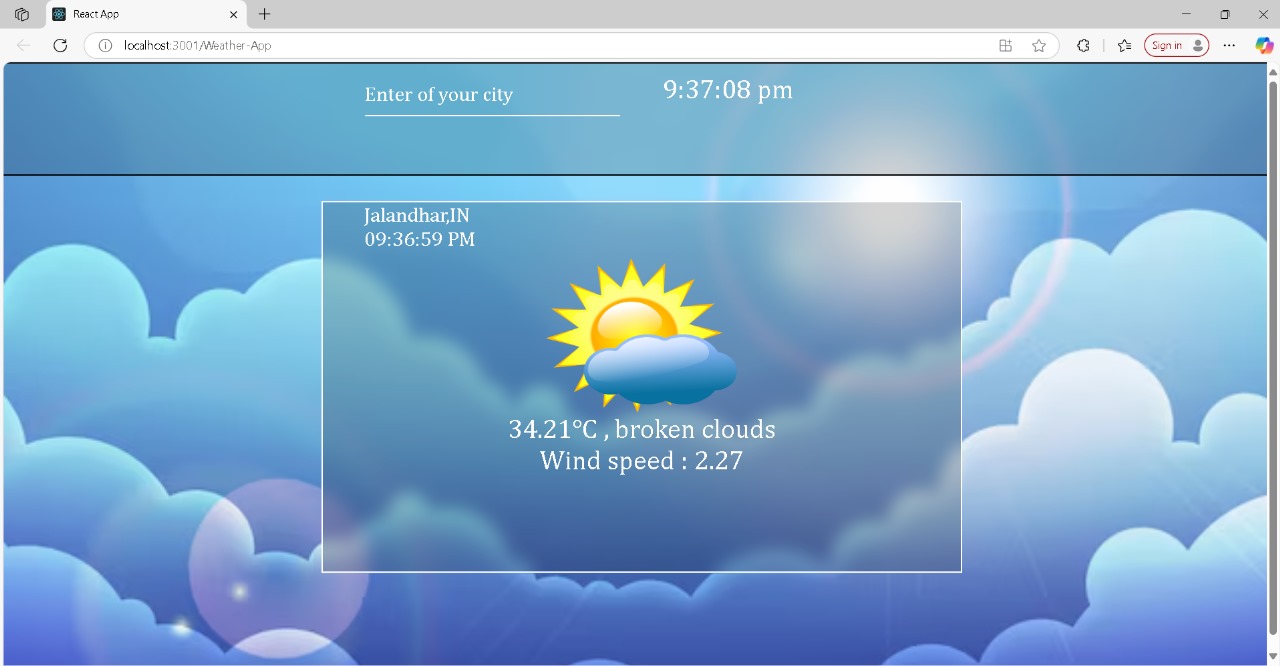 React App
localhost:3001/Weather-App
Sign in
Enter of your city
9:37:08 pm
Jalandhar,IN
09:36:59 PM
34.21°C , broken clouds
Wind speed : 2.27